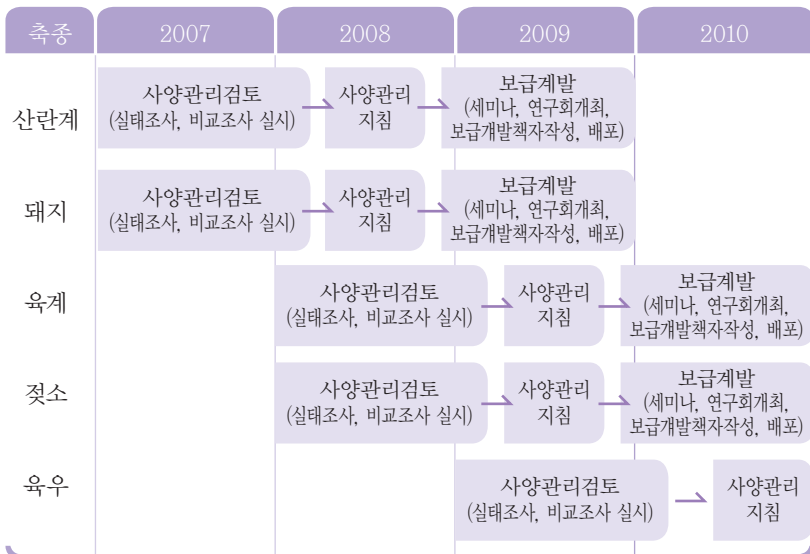 축종 2007 2008 2009 2010
산란계
사양관리검토
(실태조사, 비교조사 실시)
사양관리
지침
보급계발
(세미나, 연구회개최,
보급개발책자작성, 배포)
돼지
사양관리검토
(실태조사, 비교조사 실시)
사양관리
지침
보급계발
(세미나, 연구회개최,
보급개발책자작성, 배포)
육계
사양관리검토
(실태조사, 비교조사 실시)
사양관리
지침
보급계발
(세미나, 연구회개최,
보급개발책자작성, 배포)
젖소
사양관리검토
(실태조사, 비교조사 실시)
사양관리
지침
보급계발
(세미나, 연구회개최,
보급개발책자작성, 배포)
육우
사양관리검토
(실태조사, 비교조사 실시)
사양관리
지침